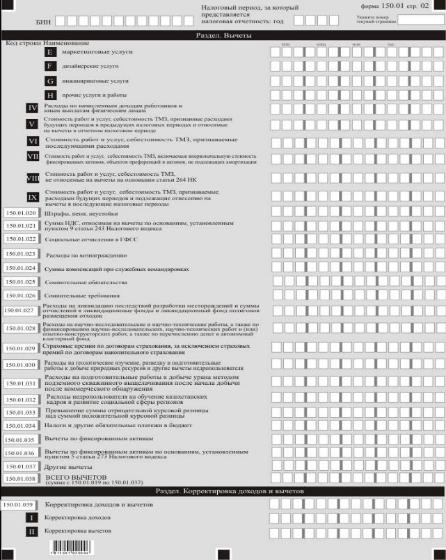 форма 150.01 стр. 02
Налоговый период, за который
представляется
налоговая отчетность: год
БИН
Укажите номер
текущей страницы
Раздел. Вычеты
Код строки Наименование
E маркетинговые услуги
F дизайнерские услуги
G инжиниринговые услуги
H прочие услуги и работы
IV Расходы по начисленным доходам работников и
иным выплатам физическим лицам
V Стоимость работ и услуг, себестоимость ТМЗ, признанные расходами
будущих периодов в предыдущих налоговых периодах и относимые
на вычеты в отчетном налоговом периоде
VI Стоимость работ и услуг, себестоимость ТМЗ, признаваемые
последующими расходами
VII Стоимость работ и услуг, себестоимость ТМЗ, включаемые в первоначальную стоимость
фиксированных активов, объектов преференций и активов, не подлежащих амортизации
VIII Стоимость работ и услуг, себестоимость ТМЗ,
не относимые на вычеты на основании статьи 264 НК
IX Стоимость работ и услуг, себестоимость ТМЗ, признаваемые,
расходами будущих периодов и подлежащие отнесению на
вычеты в последующие налоговые периоды
150.01.020 Штрафы, пени, неустойки
150.01.021 Сумма НДС, относимая на вычеты по основаниям, установленным
пунктом 9 статьи 243 Налогового кодекса
150.01.022 Социальные отчисления в ГФСС
150.01.023 Расходы по вознаграждению
150.01.024 Сумма компенсаций при служебных командировках
150.01.025 Сомнительные обязательства
150.01.026 Сомнительные требования
150.01.027 Расходы на ликвидацию последствий разработки месторождений и суммы
отчислений в ликвидационные фонды и ликвидационный фонд полигонов
размещения отходов
150.01.028 Расходы на научно-исследовательские и научно-технические работы, а также по
финансированию научно-исследовательских, научно-технических работ и (или)
опытно-конструкторских работ, а также по перечислению денег в автономный
кластерный фонд
150.01.029 Страховые премии по договорам страхования, за исключением страховых
премий по договорам накопительного страхования
150.01.030 Расходы на геологическое изучение, разведку и подготовительные
работы к добыче природных ресурсов и другие вычеты недропользователя
150.01.031 Расходы на подготовительные работы к добыче урана методом
подземного скважинного выщелачивания после начала добычи
после коммерческого обнаружения
150.01.032 Расходы недропользователя на обучение казахстанских
кадров и развитие социальной сферы регионов
150.01.033 Превышение суммы отрицательной курсовой разницы
над суммой положительной курсовой разницы
150.01.034 Налоги и другие обязательные платежи в бюджет
150.01.035 Вычеты по фиксированным активам
150.01.036 Вычеты по фиксированным активам по основаниям, установленным
пунктом 5 статьи 273 Налогового кодекса
150.01.037 Другие вычеты
150.01.038 ВСЕГО ВЫЧЕТОВ
(сумма с 150.01.019 по 150.01.037)
Раздел. Корректировка доходов и вычетов
150.01.039 Корректировка доходов и вычетов
I Корректировка доходов
II Корректировка вычетов